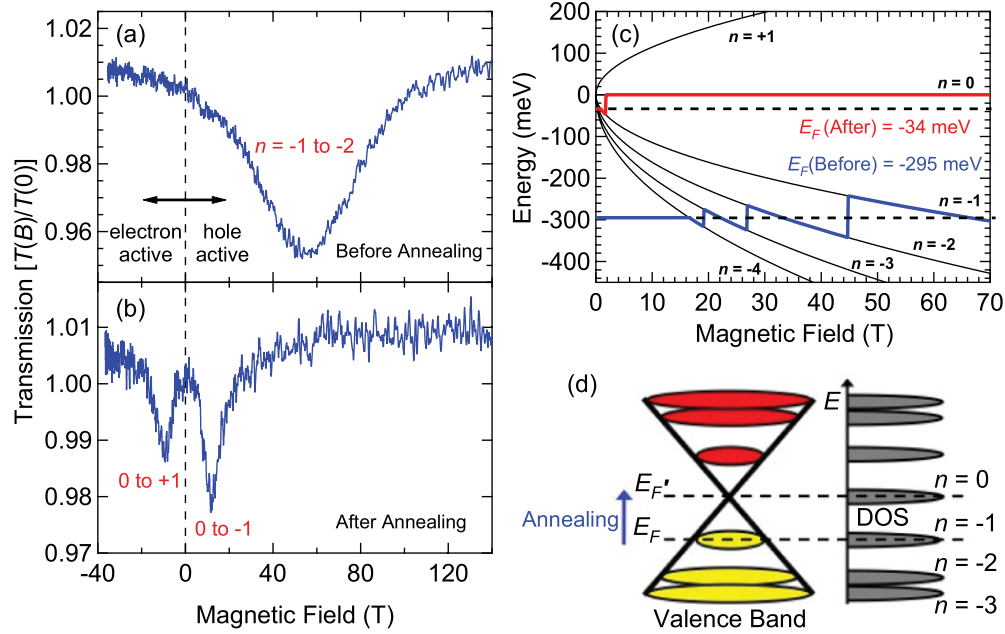 (a)
1.02
1.00
0.98
0.96
n = -1 to -2
electron active
hole active
Before Annealing
Transmission [T(B)/T(0)]
(b)
1.01
1.00
0.99
0.98
0.97
0 to +1
0 to -1
After Annealing
-40 0 40 80 120
Magnetic Field (T)
(c)
200
100
0
-100
-200
-300
-400
Energy (meV)
n = +1
n = 0
E_F (After) = -34 meV
E_F(Before) = -295 meV
n = -1
n = -2
n = -3
n = -4
0 10 20 30 40 50 60 70
Magnetic Field (T)
(d)
E
E_F'
Annealing
E_F
DOS
n = 0
n = -1
n = -2
n = -3
Valence Band